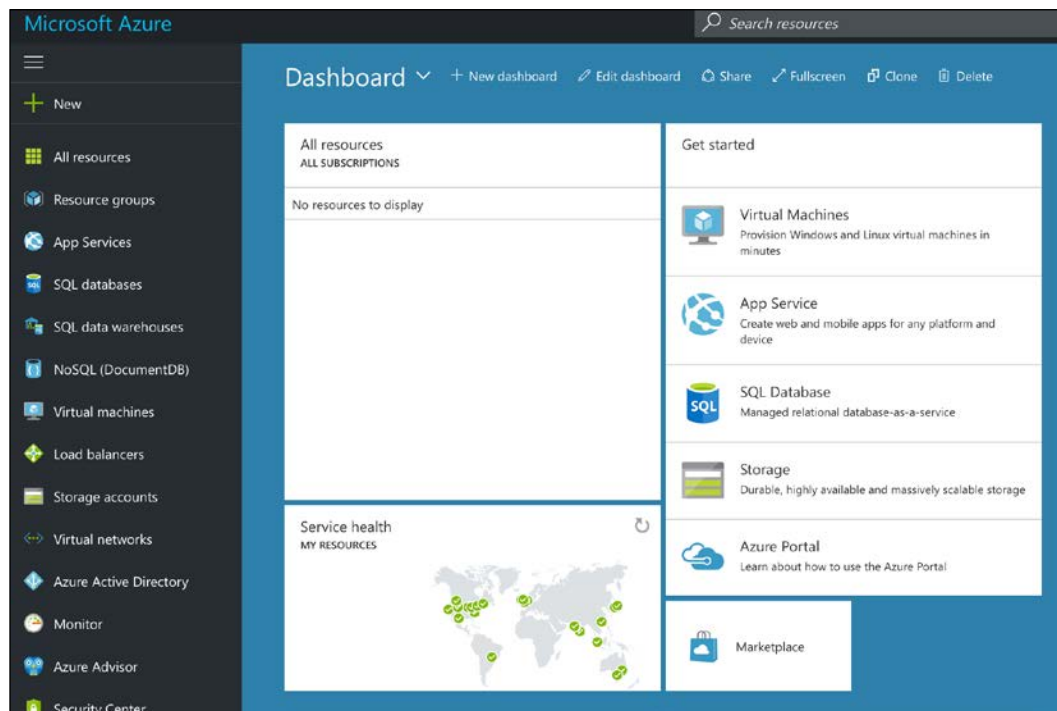 Microsoft Azure
Search resources
New
All resources
Resource groups
App Services
SQL databases
SQL data warehouses
NoSQL (DocumentDB)
Virtual machines
Load balancers
Storage accounts
Virtual networks
Azure Active Directory
Monitor
Azure Advisor
Security Center
Dashboard
New dashboard
Edit dashboard
Share
Fullscreen
Clone
Delete
All resources
ALL SUBSCRIPTIONS
No resources to display
Service health
MY RESOURCES
Get started
Virtual Machines
Provision Windows and Linux virtual machines in
minutes
App Service
Create web and mobile apps for any platform and
device
SQL
SQL Database
Managed relational database-as-a-service
Storage
Durable, highly available and massively scalable storage
Azure Portal
Learn about how to use the Azure Portal
Marketplace